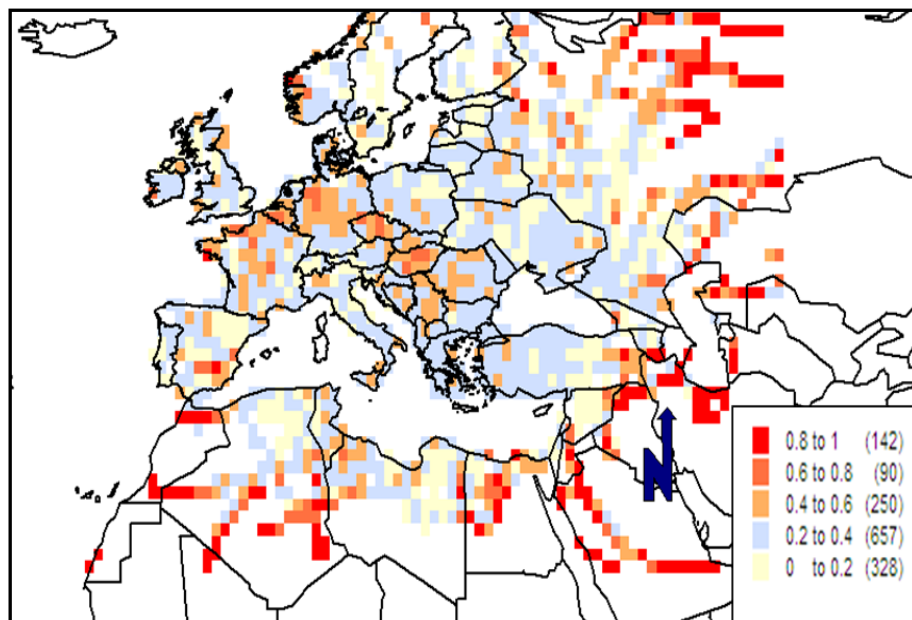 N
0.8 to 1 (142)
0.6 to 0.8 (90)
0.4 to 0.6 (250)
0.2 to 0.4 (657)
0 to 0.2 (328)